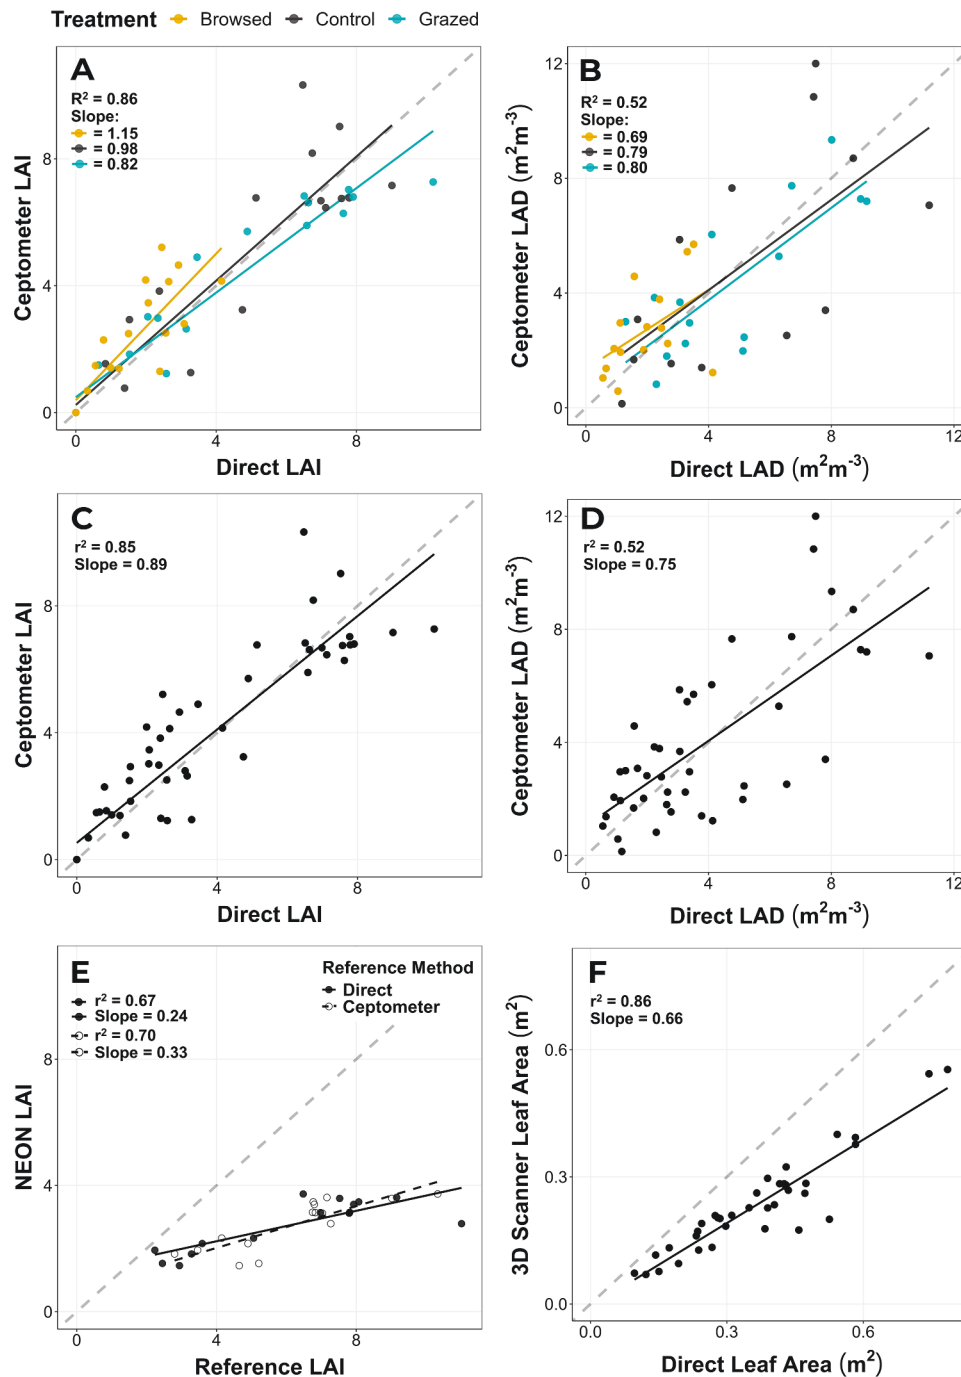 Treatment Browsed Control Grazed
A
R² = 0.86
Slope:
= 1.15
= 0.98
= 0.82
Ceptometer LAI
8
4
0
0 4 8
Direct LAI
B
R² = 0.52
Slope:
= 0.69
= 0.79
= 0.80
Ceptometer LAD (m²m⁻³)
12
8
4
0
0 4 8 12
Direct LAD (m²m⁻³)
C
r² = 0.85
Slope = 0.89
Ceptometer LAI
8
4
0
0 4 8
Direct LAI
D
r² = 0.52
Slope = 0.75
Ceptometer LAD (m²m⁻³)
12
8
4
0
0 4 8 12
Direct LAD (m²m⁻³)
E
r² = 0.67
Slope = 0.24
r² = 0.70
Slope = 0.33
Reference Method
Direct
Ceptometer
NEON LAI
8
4
0
0 4 8
Reference LAI
F
r² = 0.86
Slope = 0.66
3D Scanner Leaf Area (m²)
0.6
0.3
0.0
0.0 0.3 0.6
Direct Leaf Area (m²)